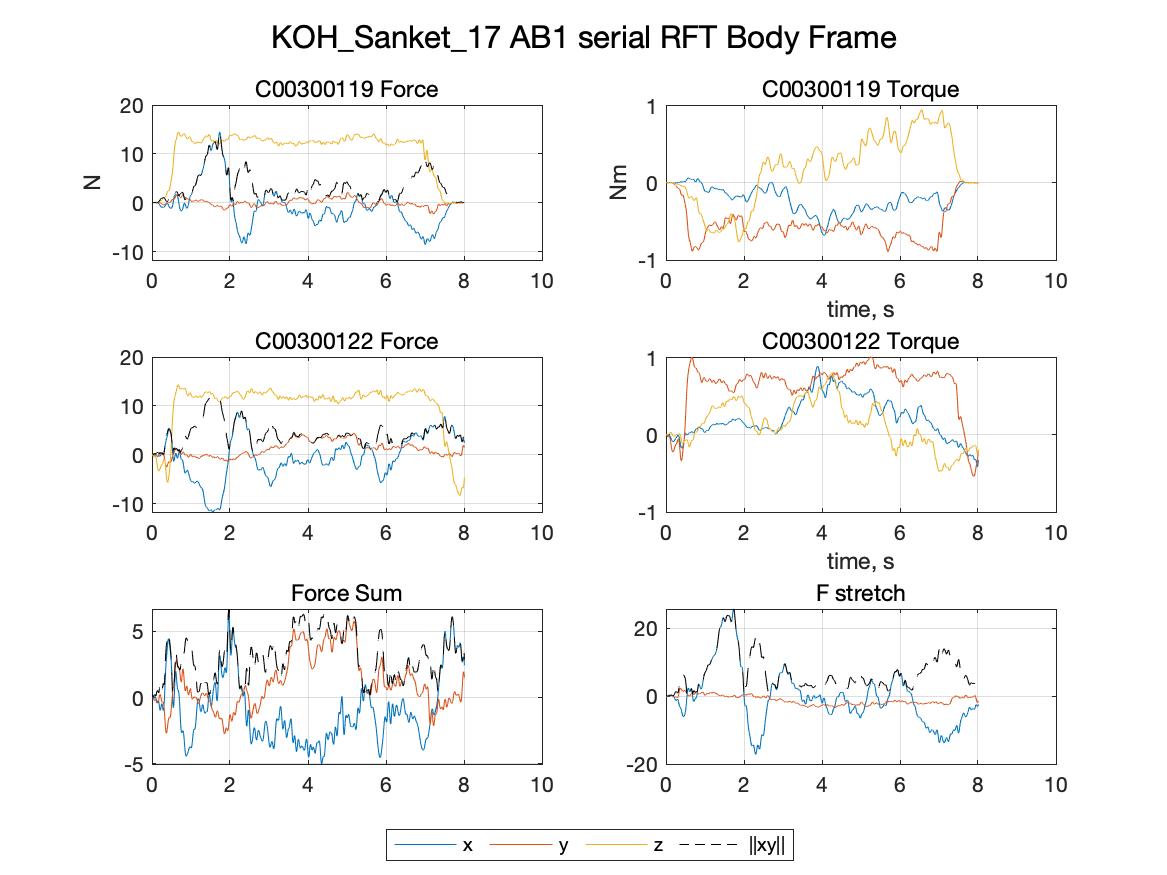 KOH_Sanket_17 AB1 serial RFT Body Frame
C00300119 Force
20
10
0
-10
N
0 2 4 6 8 10
C00300119 Torque
1
0
-1
Nm
0 2 4 6 8 10
time, s
C00300122 Force
20
10
0
-10
0 2 4 6 8 10
C00300122 Torque
1
0
-1
0 2 4 6 8 10
time, s
Force Sum
5
0
-5
0 2 4 6 8 10
F stretch
20
0
-20
0 2 4 6 8 10
x y z ||xy||